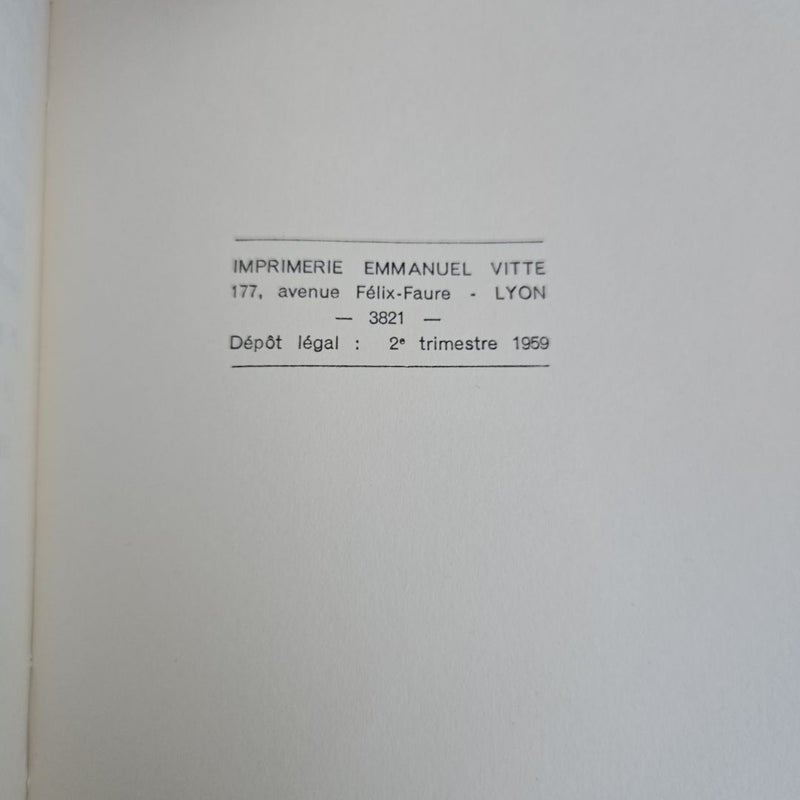 IMPRIMERIE EMMANUEL VITTE
177, avenue Félix-Faure - LYON
— 3821 —
Dépôt légal : 2ᵉ trimestre 1959